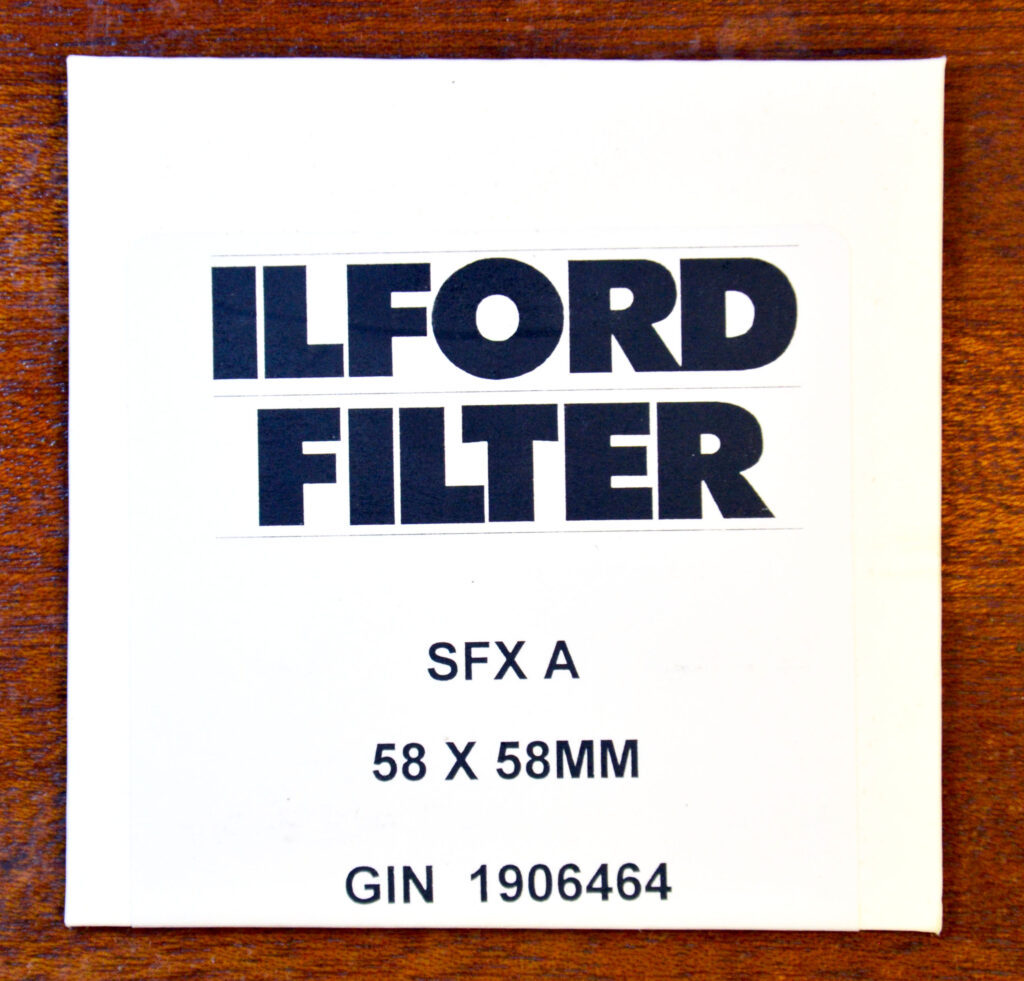 ILFORD
FILTER
SFX A
58 X 58MM
GIN 1906464